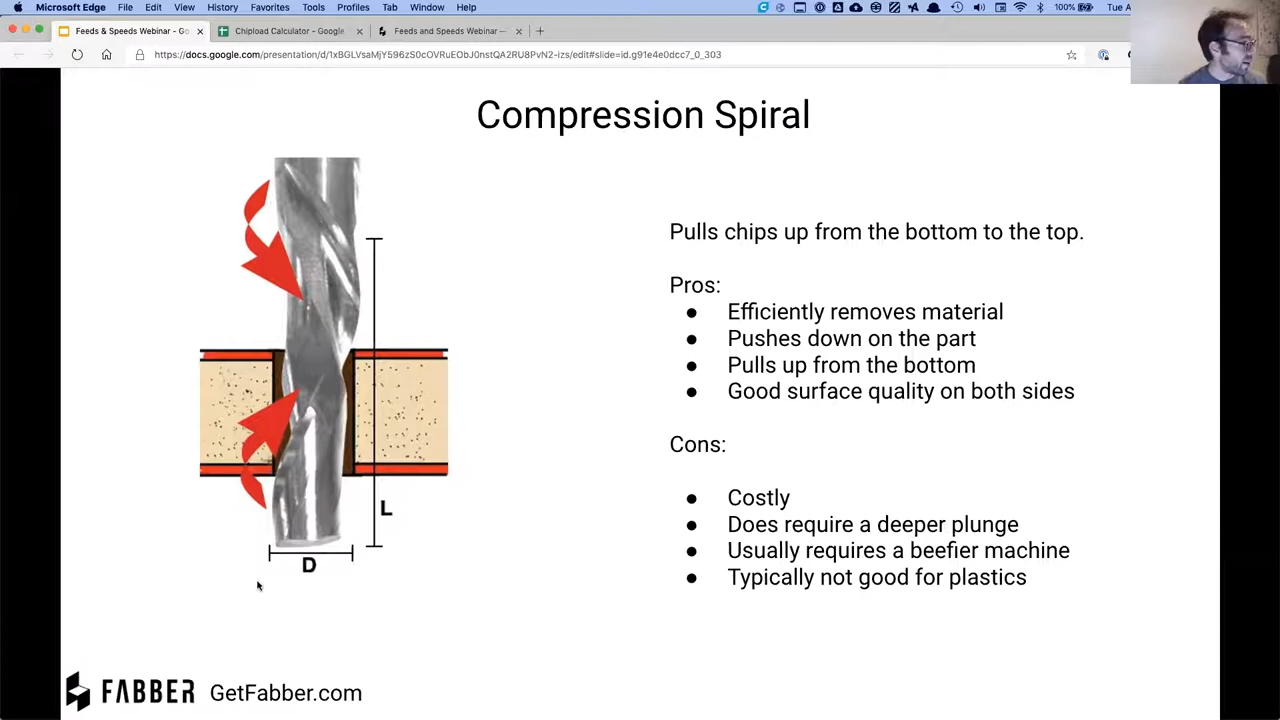 Microsoft Edge File Edit View History Favorites Tools Profiles Tab Window Help 100% Tue A
Feeds & Speeds Webinar - Go
Chipload Calculator - Google
Feeds and Speeds Webinar —
https://docs.google.com/presentation/d/1xBGLVsaMjY596zS0cOVRuEObJ0nstQA2RU8PvN2-izs/edit#slide=id.g91e4e0dcc7_0_303
Compression Spiral
L
D
Pulls chips up from the bottom to the top.
Pros:
● Efficiently removes material
● Pushes down on the part
● Pulls up from the bottom
● Good surface quality on both sides
Cons:
● Costly
● Does require a deeper plunge
● Usually requires a beefier machine
● Typically not good for plastics
FABBER GetFabber.com